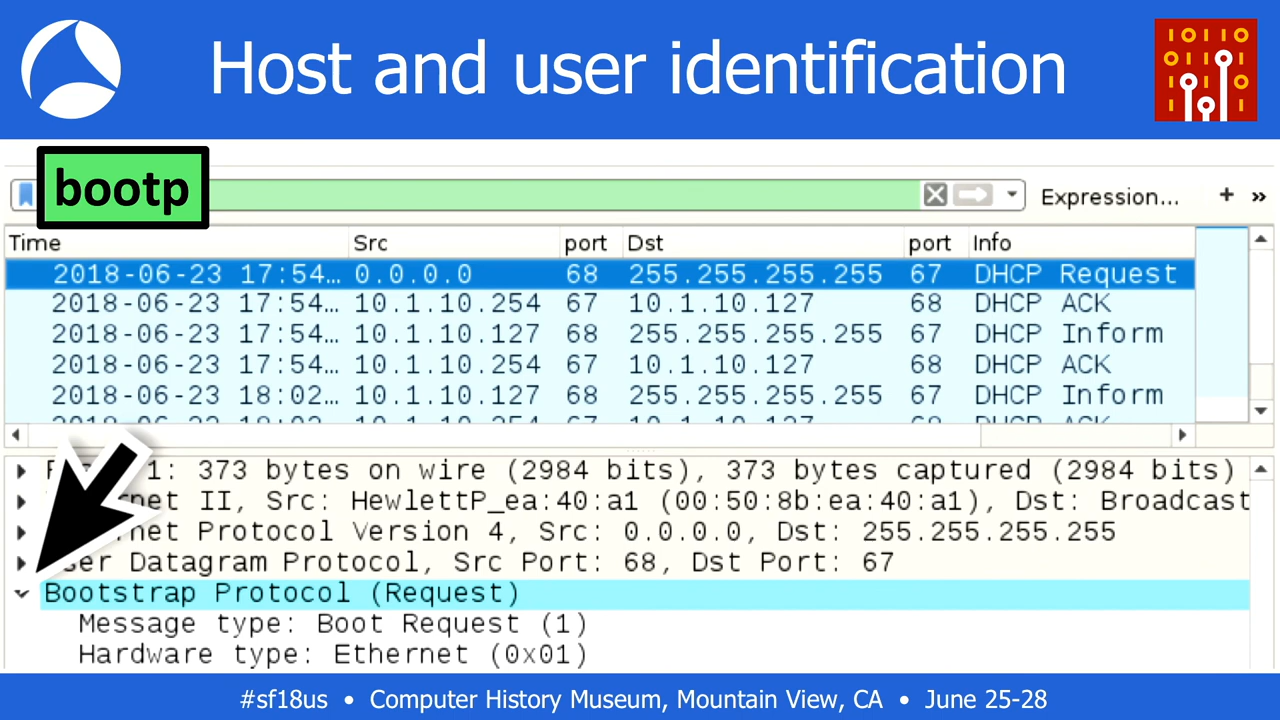 Host and user identification
bootp
Expression... + »
Time Src port Dst port Info
2018-06-23 17:54… 0.0.0.0 68 255.255.255.255 67 DHCP Request
2018-06-23 17:54… 10.1.10.254 67 10.1.10.127 68 DHCP ACK
2018-06-23 17:54… 10.1.10.127 68 255.255.255.255 67 DHCP Inform
2018-06-23 17:54… 10.1.10.254 67 10.1.10.127 68 DHCP ACK
2018-06-23 18:02… 10.1.10.127 68 255.255.255.255 67 DHCP Inform
1: 373 bytes on wire (2984 bits), 373 bytes captured (2984 bits)
II, Src: HewlettP_ea:40:a1 (00:50:8b:ea:40:a1), Dst: Broadcast
Protocol Version 4, Src: 0.0.0.0, Dst: 255.255.255.255
User Datagram Protocol, Src Port: 68, Dst Port: 67
Bootstrap Protocol (Request)
Message type: Boot Request (1)
Hardware type: Ethernet (0x01)
#sf18us • Computer History Museum, Mountain View, CA • June 25-28